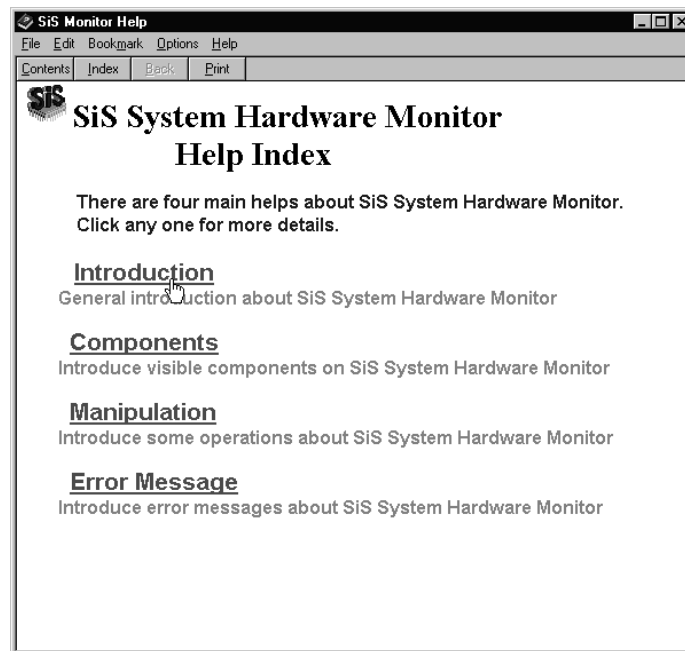 SiS Monitor Help
File Edit Bookmark Options Help
Contents Index Back Print
SiS
SiS System Hardware Monitor
Help Index
There are four main helps about SiS System Hardware Monitor.
Click any one for more details.
Introduction
General introduction about SiS System Hardware Monitor
Components
Introduce visible components on SiS System Hardware Monitor
Manipulation
Introduce some operations about SiS System Hardware Monitor
Error Message
Introduce error messages about SiS System Hardware Monitor